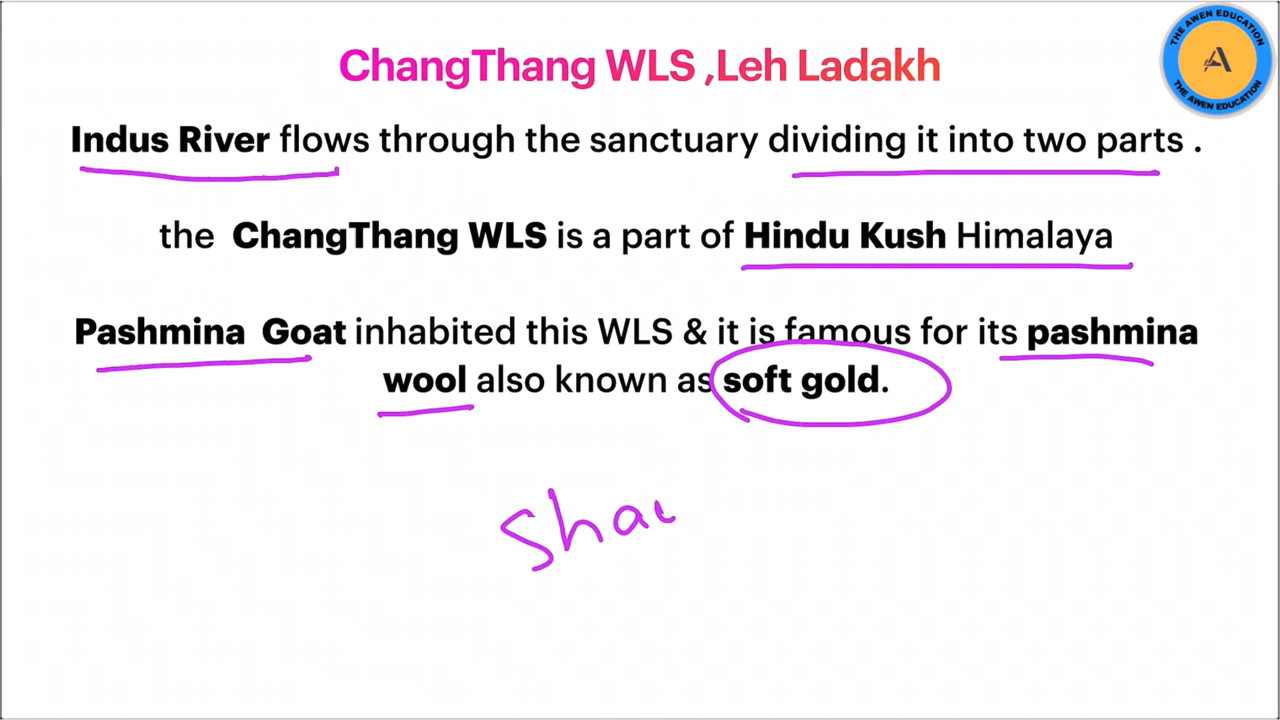 ChangThang WLS ,Leh Ladakh
THE AWEN EDUCATION
A
THE AWEN EDUCATION
Indus River flows through the sanctuary dividing it into two parts .
the ChangThang WLS is a part of Hindu Kush Himalaya
Pashmina Goat inhabited this WLS & it is famous for its pashmina
wool also known as soft gold.